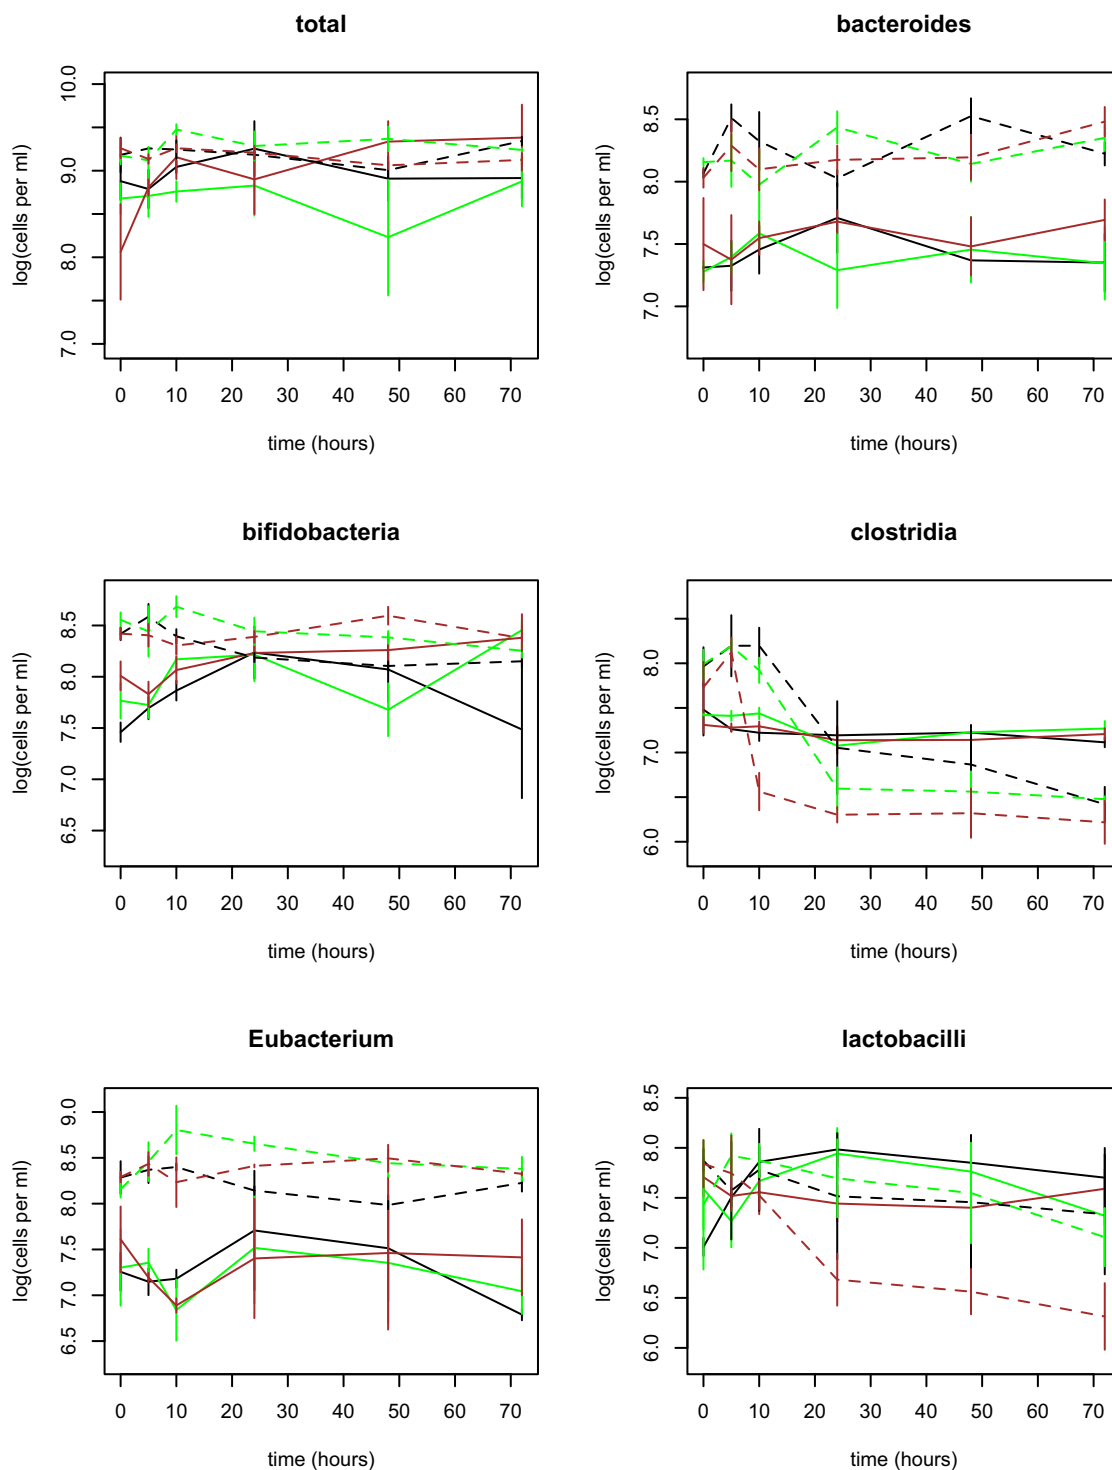 total
log(cells per ml)
7.0 8.0 9.0 10.0
0 10 20 30 40 50 60 70
time (hours)
bacteroides
log(cells per ml)
7.0 7.5 8.0 8.5
0 10 20 30 40 50 60 70
time (hours)
bifidobacteria
log(cells per ml)
6.5 7.0 7.5 8.0 8.5
0 10 20 30 40 50 60 70
time (hours)
clostridia
log(cells per ml)
6.0 7.0 8.0
0 10 20 30 40 50 60 70
time (hours)
Eubacterium
log(cells per ml)
6.5 7.0 7.5 8.0 8.5 9.0
0 10 20 30 40 50 60 70
time (hours)
lactobacilli
log(cells per ml)
6.0 6.5 7.0 7.5 8.0 8.5
0 10 20 30 40 50 60 70
time (hours)